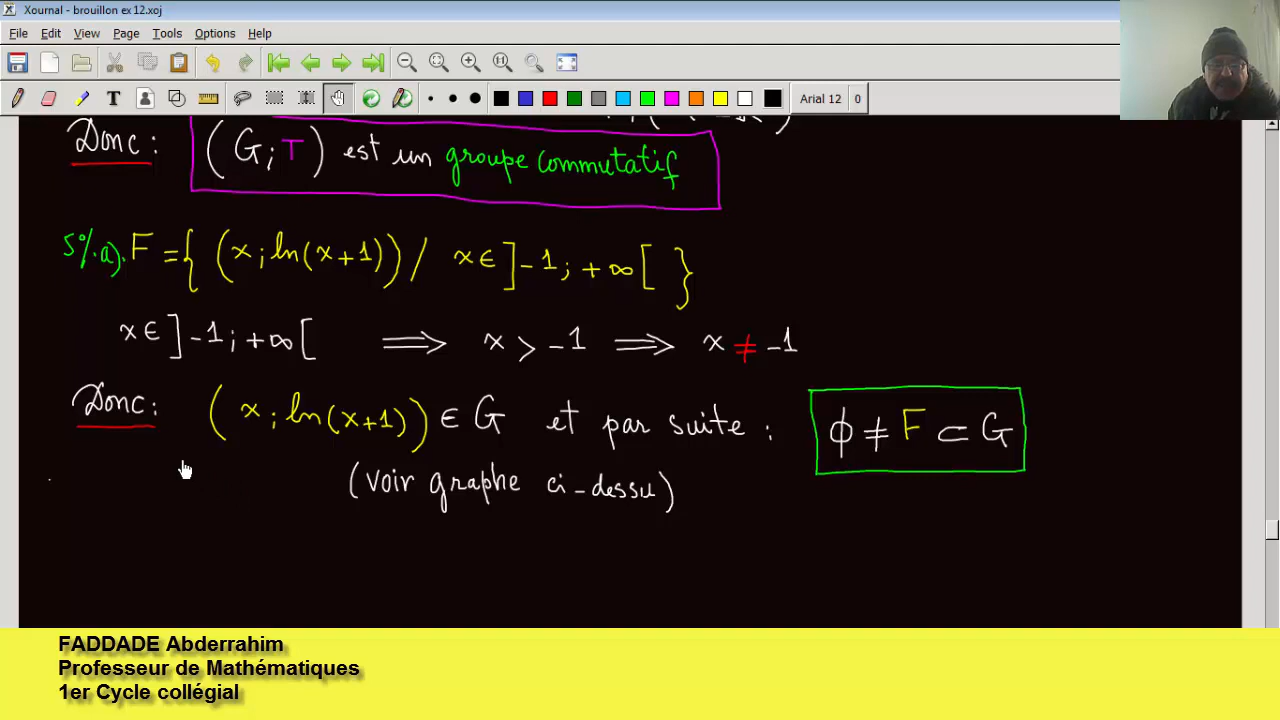 Xournal - brouillon ex12.xoj
File Edit View Page Tools Options Help
Arial 12 0
Donc : (G ; T) est un groupe commutatif
5°/.a). F = { (x ; ln(x+1)) / x ∈ ]-1 ; +∞[ }
x ∈ ]-1 ; +∞[ ⟹ x > -1 ⟹ x ≠ -1
Donc : (x ; ln(x+1)) ∈ G et par suite : ϕ ≠ F ⊂ G
(voir graphe ci-dessu)
FADDADE Abderrahim
Professeur de Mathématiques
1er Cycle collégial